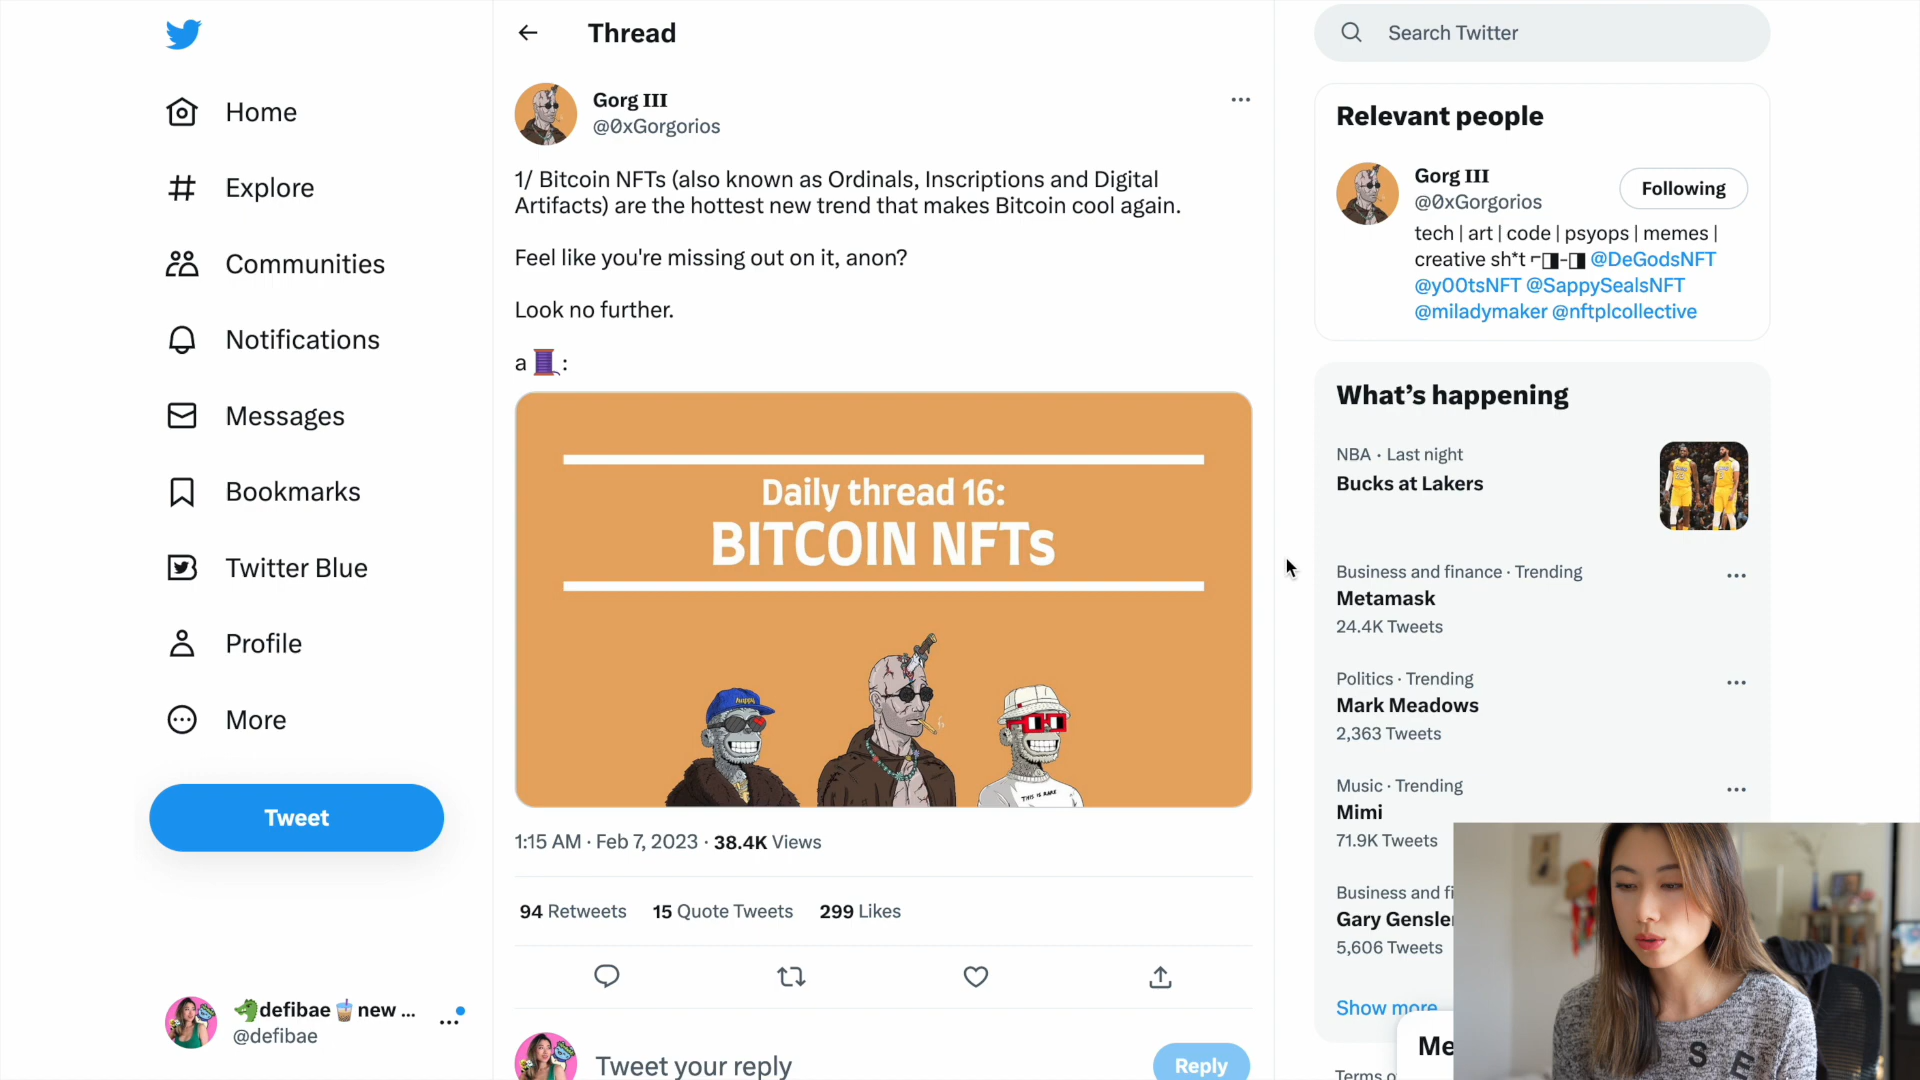 Home
Explore
Communities
Notifications
Messages
Bookmarks
Twitter Blue
Profile
More
Tweet
defibae new ...
@defibae
Thread
Gorg III
@0xGorgorios
1/ Bitcoin NFTs (also known as Ordinals, Inscriptions and Digital
Artifacts) are the hottest new trend that makes Bitcoin cool again.
Feel like you're missing out on it, anon?
Look no further.
a 🧵:
Daily thread 16:
BITCOIN NFTs
happy
THIS IS RARE
1:15 AM · Feb 7, 2023 · 38.4K Views
94 Retweets 15 Quote Tweets 299 Likes
Tweet your reply
Reply
Search Twitter
Relevant people
Gorg III
@0xGorgorios
Following
tech | art | code | psyops | memes |
creative sh*t ⌐◨-◨ @DeGodsNFT
@y00tsNFT @SappySealsNFT
@miladymaker @nftplcollective
What's happening
NBA · Last night
Bucks at Lakers
Business and finance · Trending
Metamask
24.4K Tweets
Politics · Trending
Mark Meadows
2,363 Tweets
Music · Trending
Mimi
71.9K Tweets
Business and fi
Gary Gensler
5,606 Tweets
Show more
Me
Terms o
S E